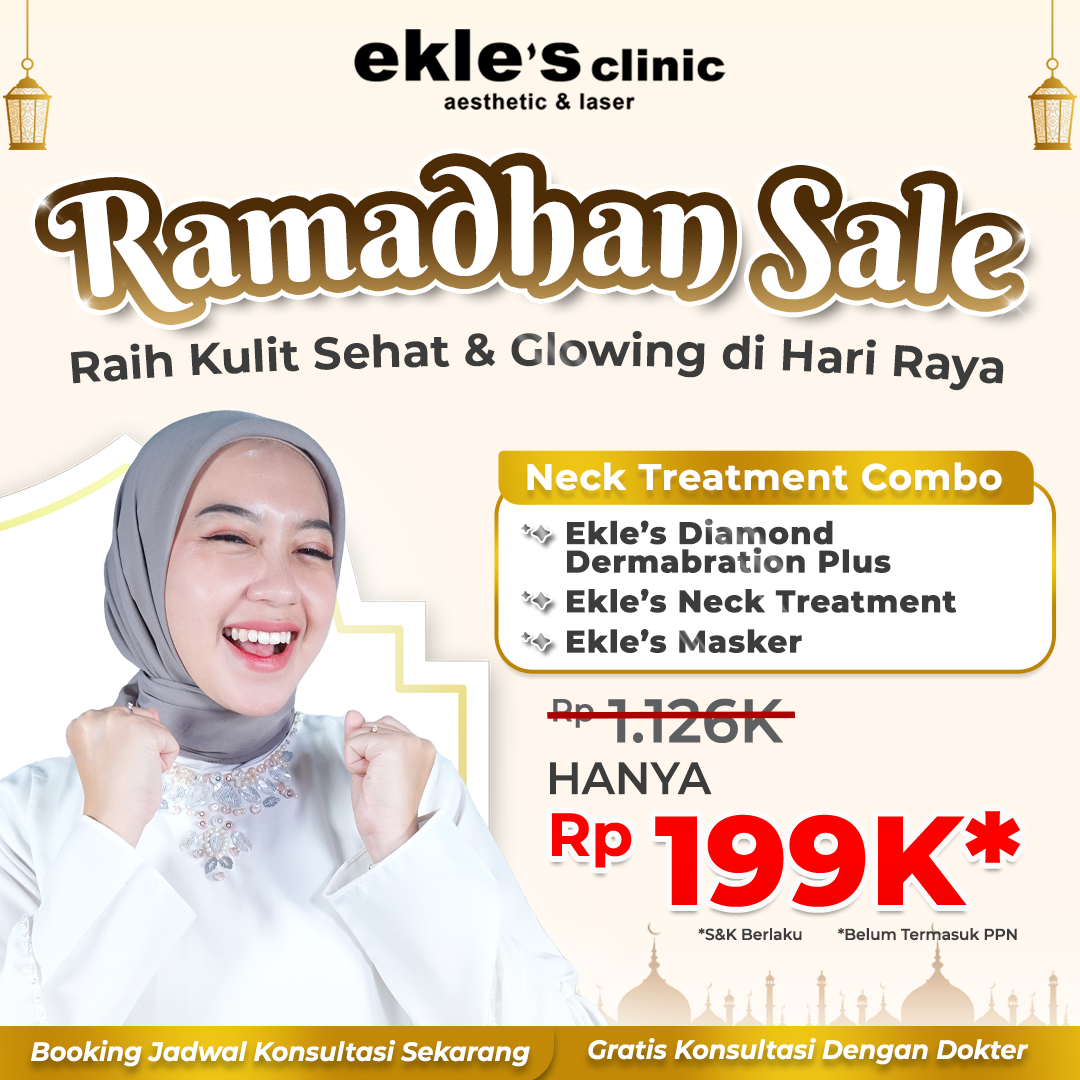 ekle's clinic
aesthetic & laser
Ramadhan Sale
Raih Kulit Sehat & Glowing di Hari Raya
Neck Treatment Combo
Ekle's Diamond
Dermabration Plus
Ekle's Neck Treatment
Ekle's Masker
Rp 1.126K
HANYA
Rp 199K*
*S&K Berlaku *Belum Termasuk PPN
Booking Jadwal Konsultasi Sekarang
Gratis Konsultasi Dengan Dokter